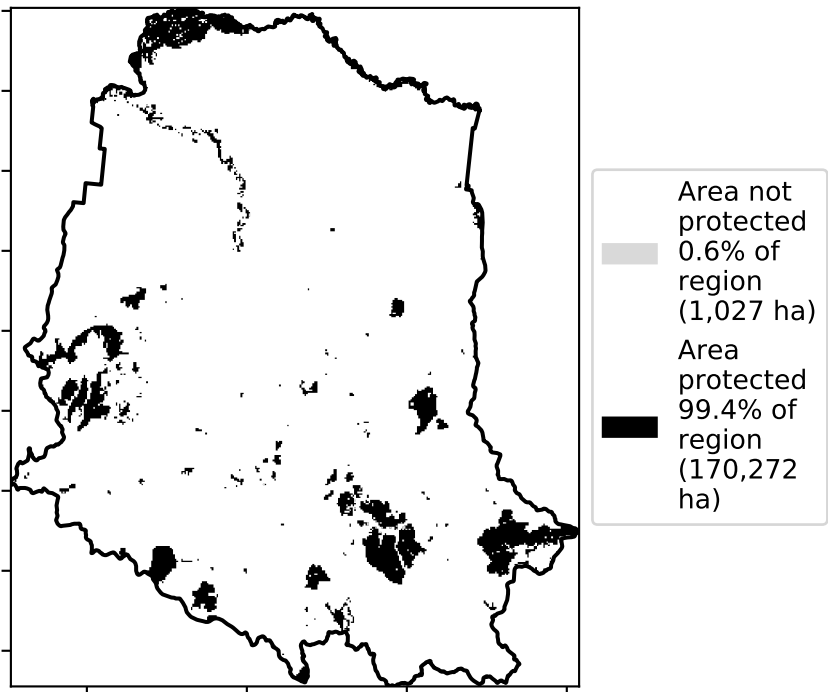 Area not
protected
0.6% of
region
(1,027 ha)
Area
protected
99.4% of
region
(170,272
ha)